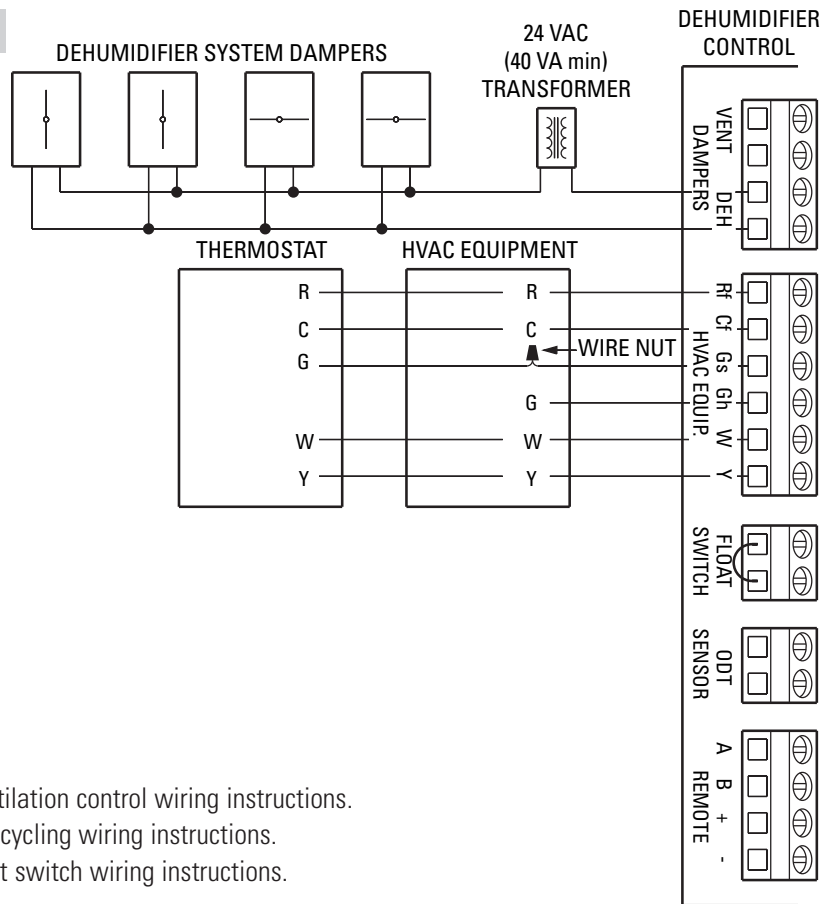 DEHUMIDIFIER SYSTEM DAMPERS
24 VAC
(40 VA min)
TRANSFORMER
DEHUMIDIFIER
CONTROL
VENT DEH
DAMPERS
THERMOSTAT
HVAC EQUIPMENT
R R Rf
C C Cf
WIRE NUT
G Gs
G Gh
W W W
Y Y Y
HVAC EQUIP.
FLOAT
SWITCH
ODT
SENSOR
A B + -
REMOTE
tilation control wiring instructions.
cycling wiring instructions.
t switch wiring instructions.